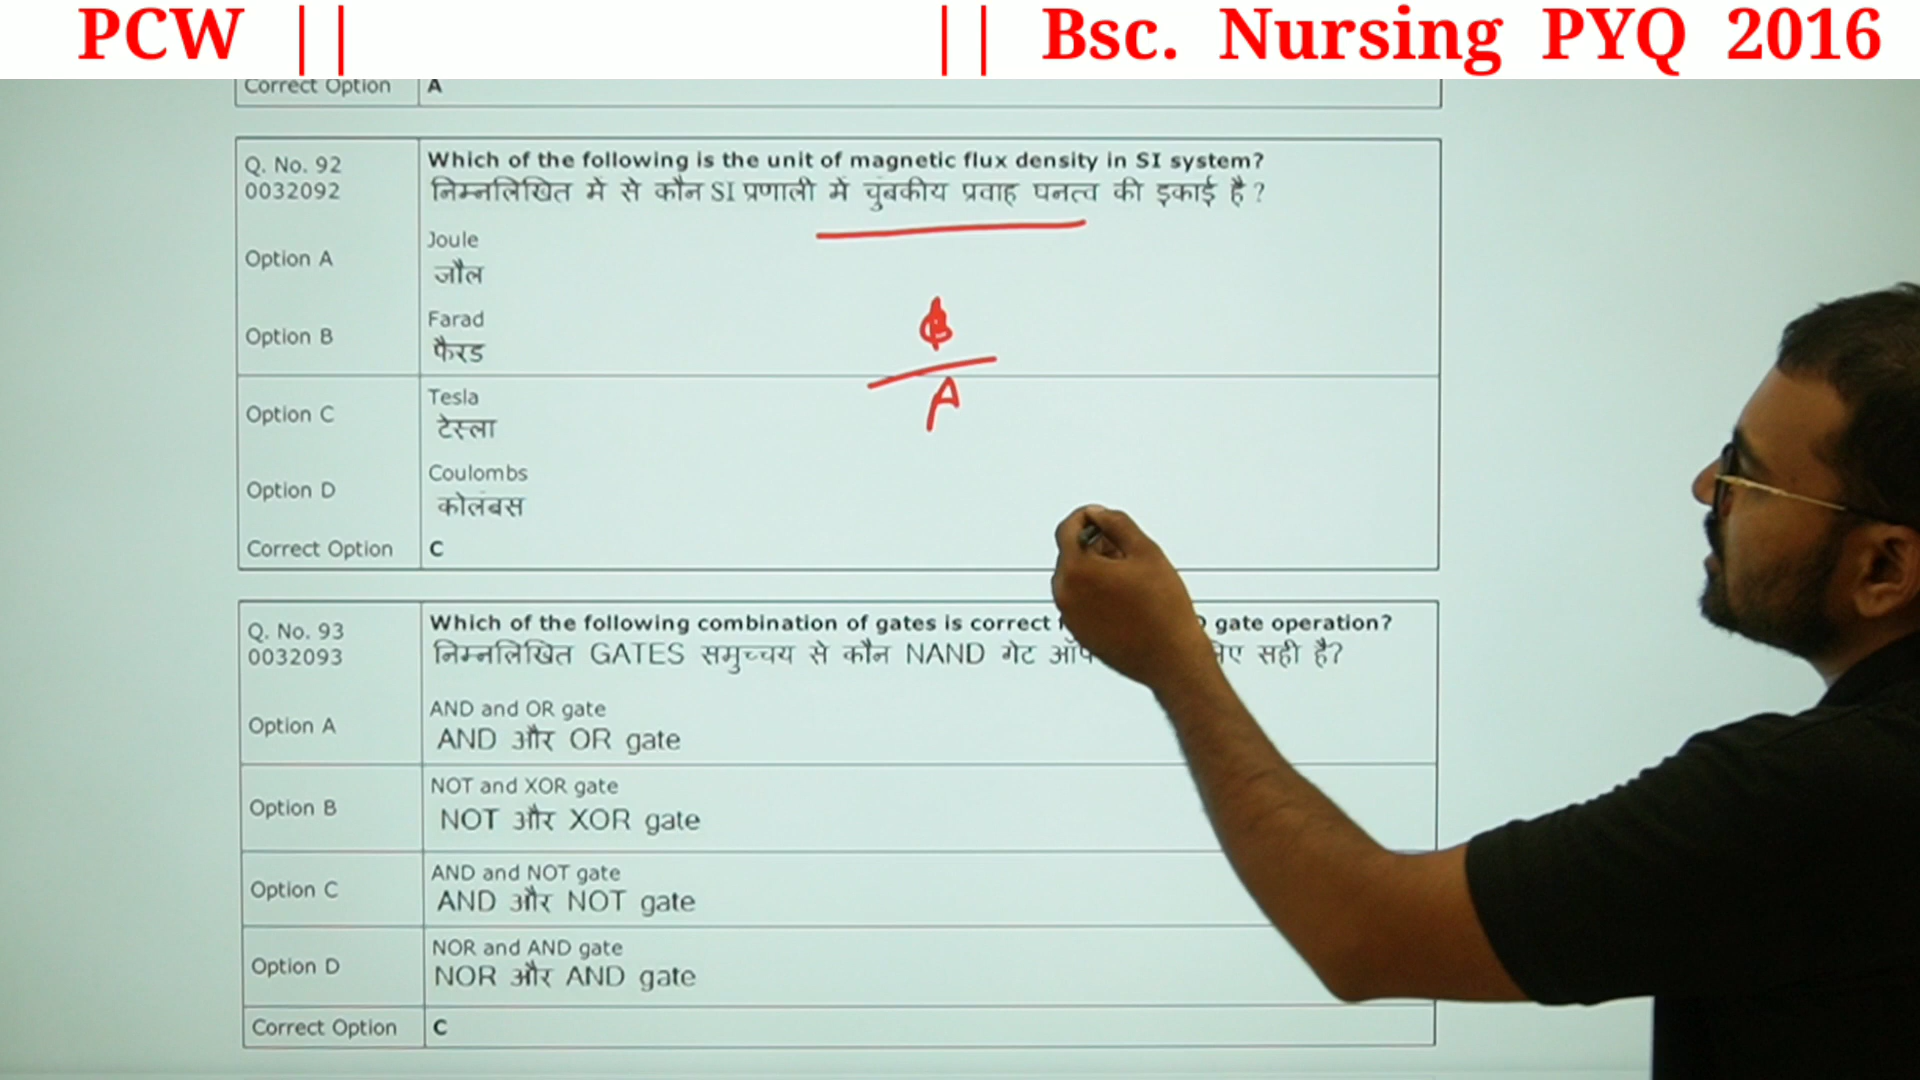 PCW || || Bsc. Nursing PYQ 2016
Correct Option A
Q. No. 92
0032092
Which of the following is the unit of magnetic flux density in SI system?
निम्नलिखित में से कौन SI प्रणाली में चुंबकीय प्रवाह घनत्व की इकाई है ?
Option A
Joule
जौल
Option B
Farad
फैरड
Option C
Tesla
टेस्ला
Option D
Coulombs
कोलंबस
Correct Option C
ϕ
A
Q. No. 93
0032093
Which of the following combination of gates is correct gate operation?
निम्नलिखित GATES समुच्चय से कौन NAND गेट सही है?
Option A
AND and OR gate
AND और OR gate
Option B
NOT and XOR gate
NOT और XOR gate
Option C
AND and NOT gate
AND और NOT gate
Option D
NOR and AND gate
NOR और AND gate
Correct Option C